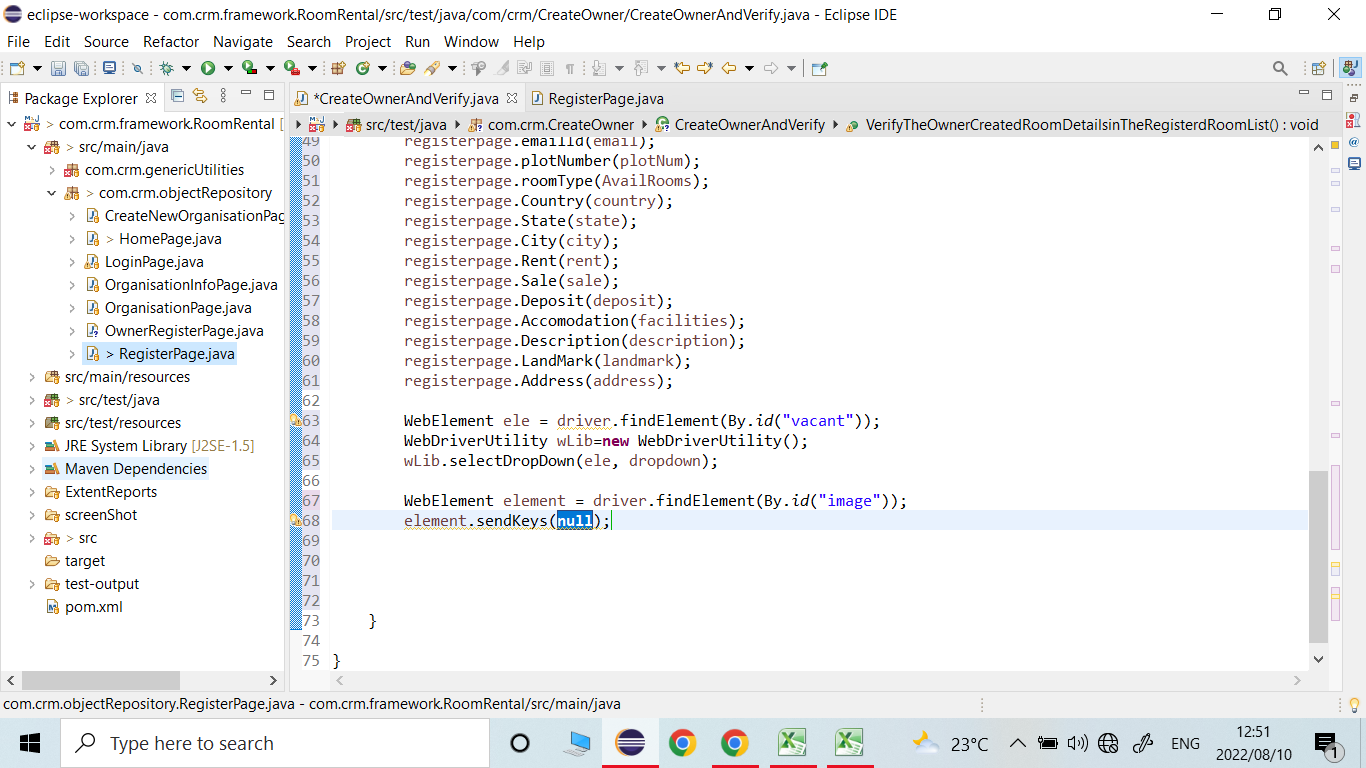 eclipse-workspace - com.crm.framework.RoomRental/src/test/java/com/crm/CreateOwner/CreateOwnerAndVerify.java - Eclipse IDE
File Edit Source Refactor Navigate Search Project Run Window Help
Package Explorer
> com.crm.framework.RoomRental [
> src/main/java
com.crm.genericUtilities
> com.crm.objectRepository
CreateNewOrganisationPag
> HomePage.java
LoginPage.java
OrganisationInfoPage.java
OrganisationPage.java
OwnerRegisterPage.java
> RegisterPage.java
src/main/resources
> src/test/java
src/test/resources
JRE System Library [J2SE-1.5]
Maven Dependencies
ExtentReports
screenShot
> src
target
test-output
pom.xml
*CreateOwnerAndVerify.java RegisterPage.java
src/test/java com.crm.CreateOwner CreateOwnerAndVerify VerifyTheOwnerCreatedRoomDetailsinTheRegisterdRoomList() : void
49 registerpage.emailId(email);
50 registerpage.plotNumber(plotNum);
51 registerpage.roomType(AvailRooms);
52 registerpage.Country(country);
53 registerpage.State(state);
54 registerpage.City(city);
55 registerpage.Rent(rent);
56 registerpage.Sale(sale);
57 registerpage.Deposit(deposit);
58 registerpage.Accomodation(facilities);
59 registerpage.Description(description);
60 registerpage.LandMark(landmark);
61 registerpage.Address(address);
62
63 WebElement ele = driver.findElement(By.id("vacant"));
64 WebDriverUtility wLib=new WebDriverUtility();
65 wLib.selectDropDown(ele, dropdown);
66
67 WebElement element = driver.findElement(By.id("image"));
68 element.sendKeys(null);
69
70
71
72
73 }
74
75 }
com.crm.objectRepository.RegisterPage.java - com.crm.framework.RoomRental/src/main/java
Type here to search
23°C
ENG
12:51
2022/08/10
1